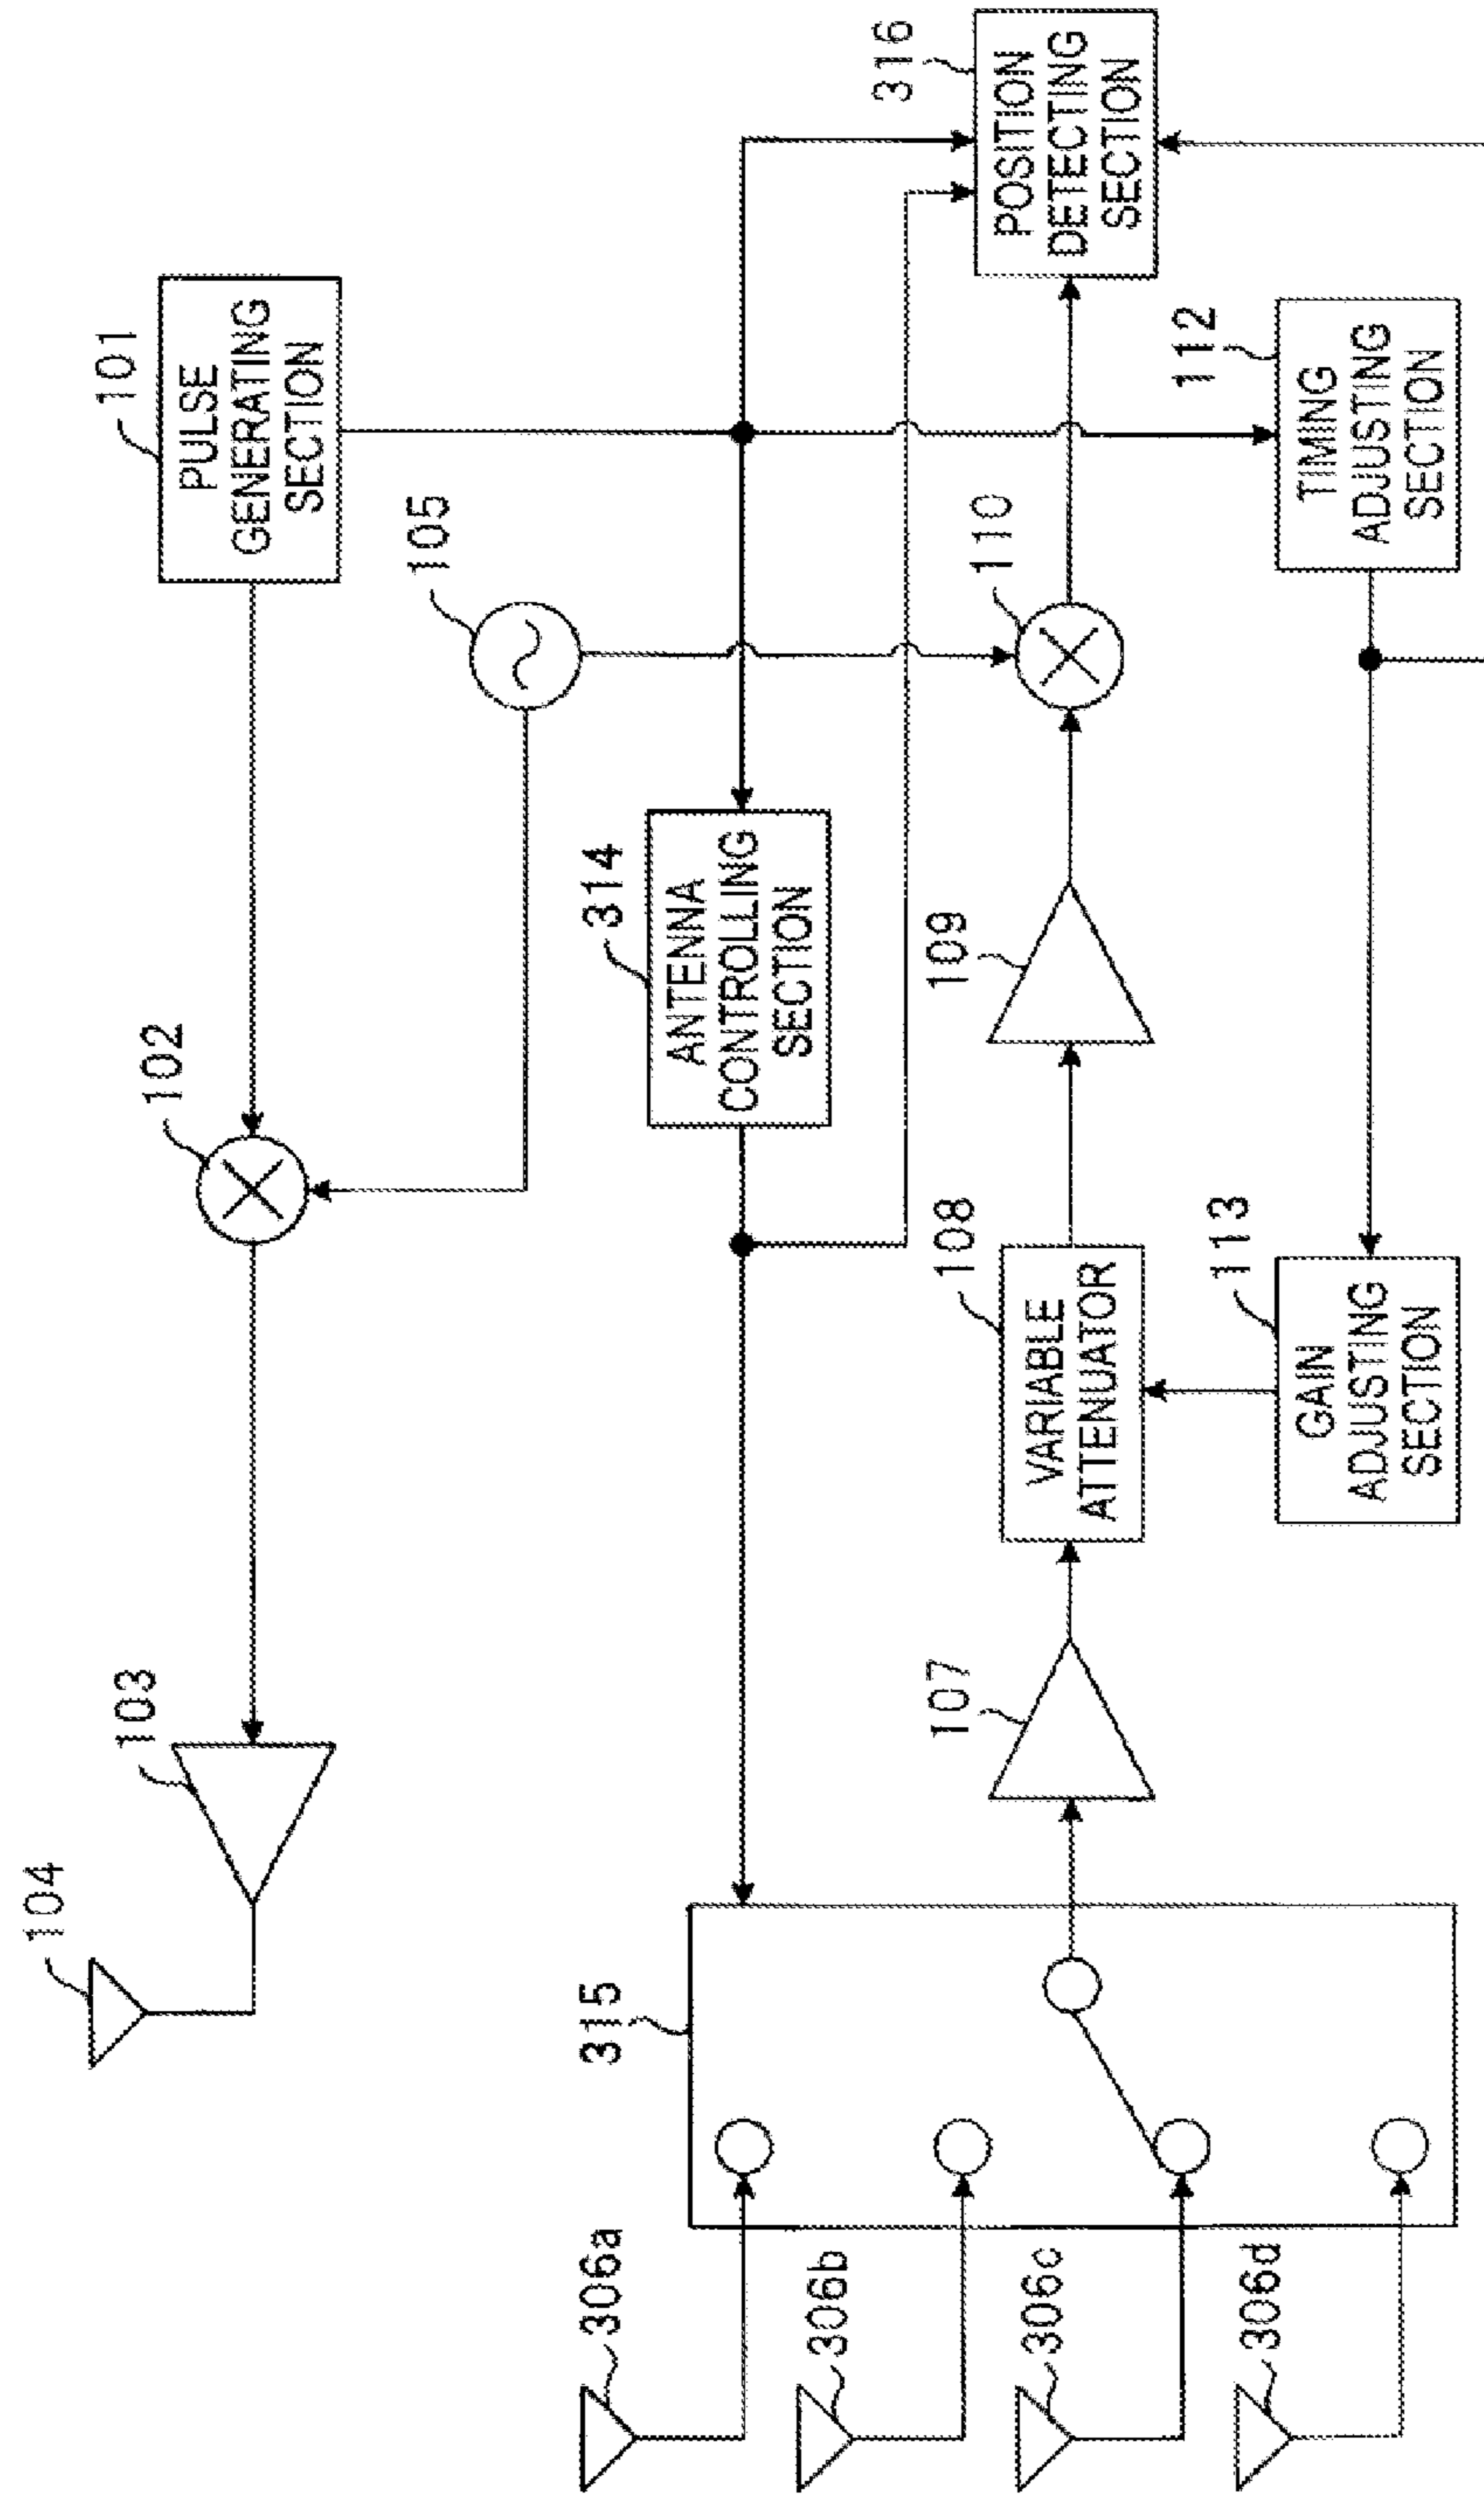 104
103
102
101
PULSE
GENERATING
SECTION
105
314
ANTENNA
CONTROLLING
SECTION
316
POSITION
DETECTING
SECTION
315
306a
306b
306c
306d
107
108
VARIABLE
ATTENUATOR
109
110
113
GAIN
ADJUSTING
SECTION
112
TIMING
ADJUSTING
SECTION